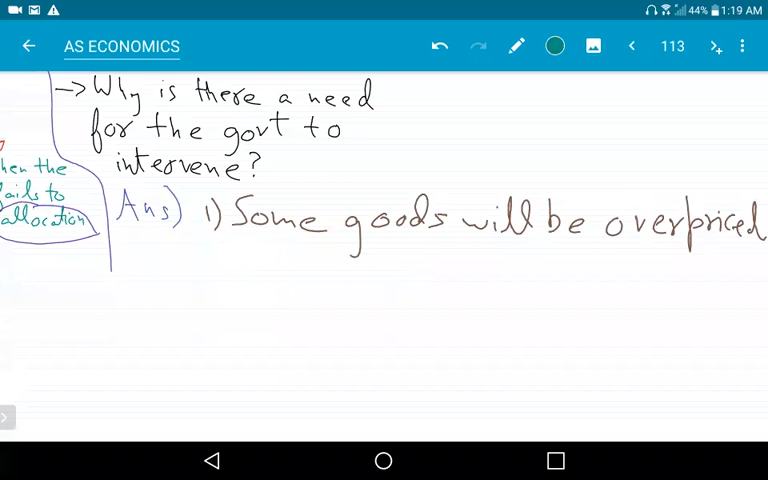 44% 1:19 AM
AS ECONOMICS
113
→ Why is there a need
for the govt to
intervene?
hen the
fails to
allocation
Ans) 1) Some goods will be overpriced